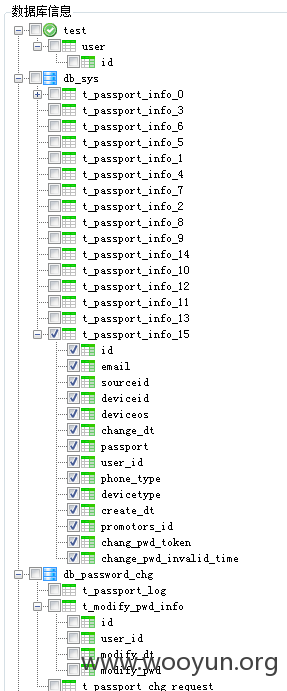 数据库信息
test
user
id
db_sys
t_passport_info_0
t_passport_info_3
t_passport_info_6
t_passport_info_5
t_passport_info_1
t_passport_info_4
t_passport_info_7
t_passport_info_2
t_passport_info_8
t_passport_info_9
t_passport_info_14
t_passport_info_10
t_passport_info_12
t_passport_info_11
t_passport_info_13
t_passport_info_15
id
email
sourceid
deviceid
deviceos
change_dt
passport
user_id
phone_type
devicetype
create_dt
promotors_id
chang_pwd_token
change_pwd_invalid_time
db_password_chg
t_passport_log
t_modify_pwd_info
id
user_id
modify_dt
modify_pwd
t_passport_chg_request
www.wooyun.org